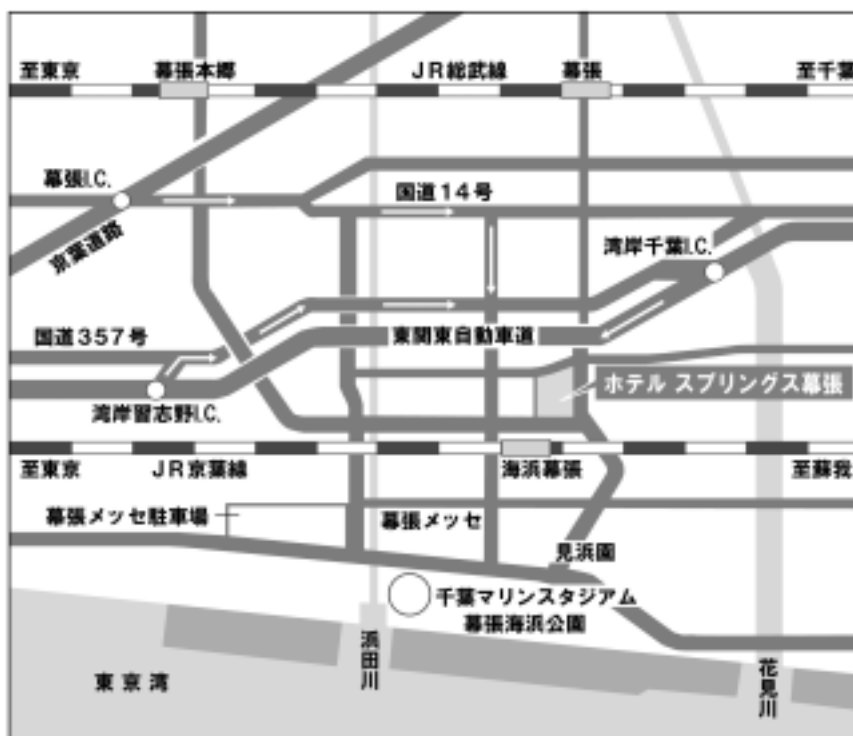 至東京
幕張本郷
JR総武線
幕張
至千葉
幕張I.C.
国道14号
京葉道路
湾岸千葉I.C.
国道357号
東関東自動車道
ホテル スプリングス幕張
湾岸習志野I.C.
至東京
JR京葉線
海浜幕張
至蘇我
幕張メッセ駐車場
幕張メッセ
見浜園
千葉マリンスタジアム
幕張海浜公園
浜田川
花見川
東京湾